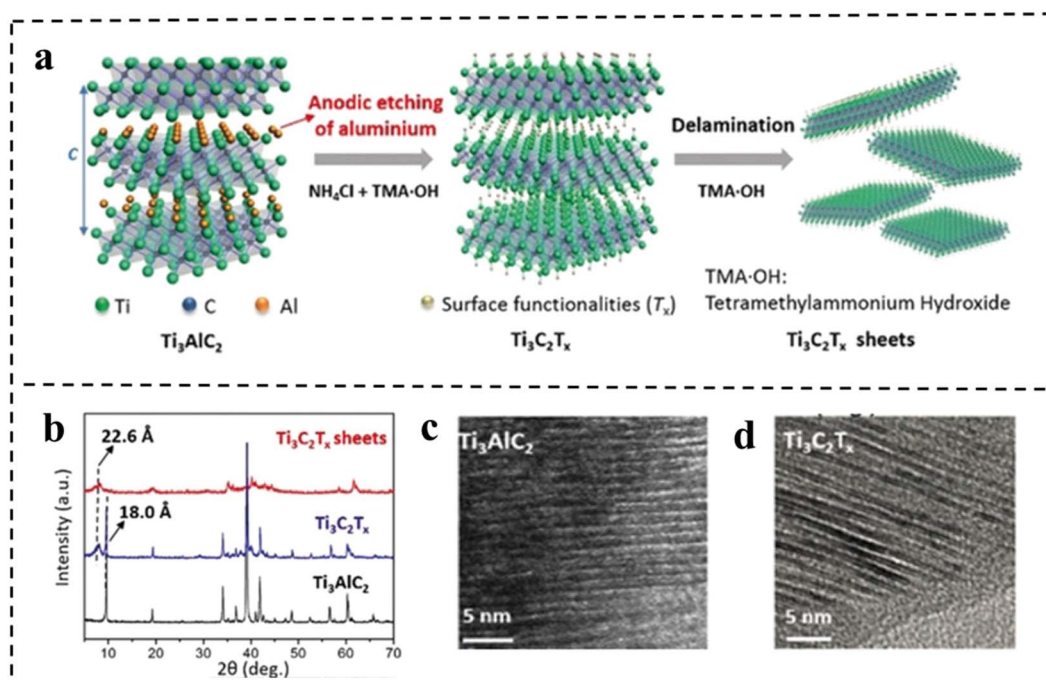 a
c
Anodic etching
of aluminium
NH₄Cl + TMA·OH
Delamination
TMA·OH
Ti
C
Al
Ti₃AlC₂
Surface functionalities (Tₓ)
Ti₃C₂Tₓ
TMA·OH:
Tetramethylammonium Hydroxide
Ti₃C₂Tₓ sheets
b
Intensity (a.u.)
22.6 Å
18.0 Å
Ti₃C₂Tₓ sheets
Ti₃C₂Tₓ
Ti₃AlC₂
10 20 30 40 50 60 70
2θ (deg.)
c
Ti₃AlC₂
5 nm
d
Ti₃C₂Tₓ
5 nm